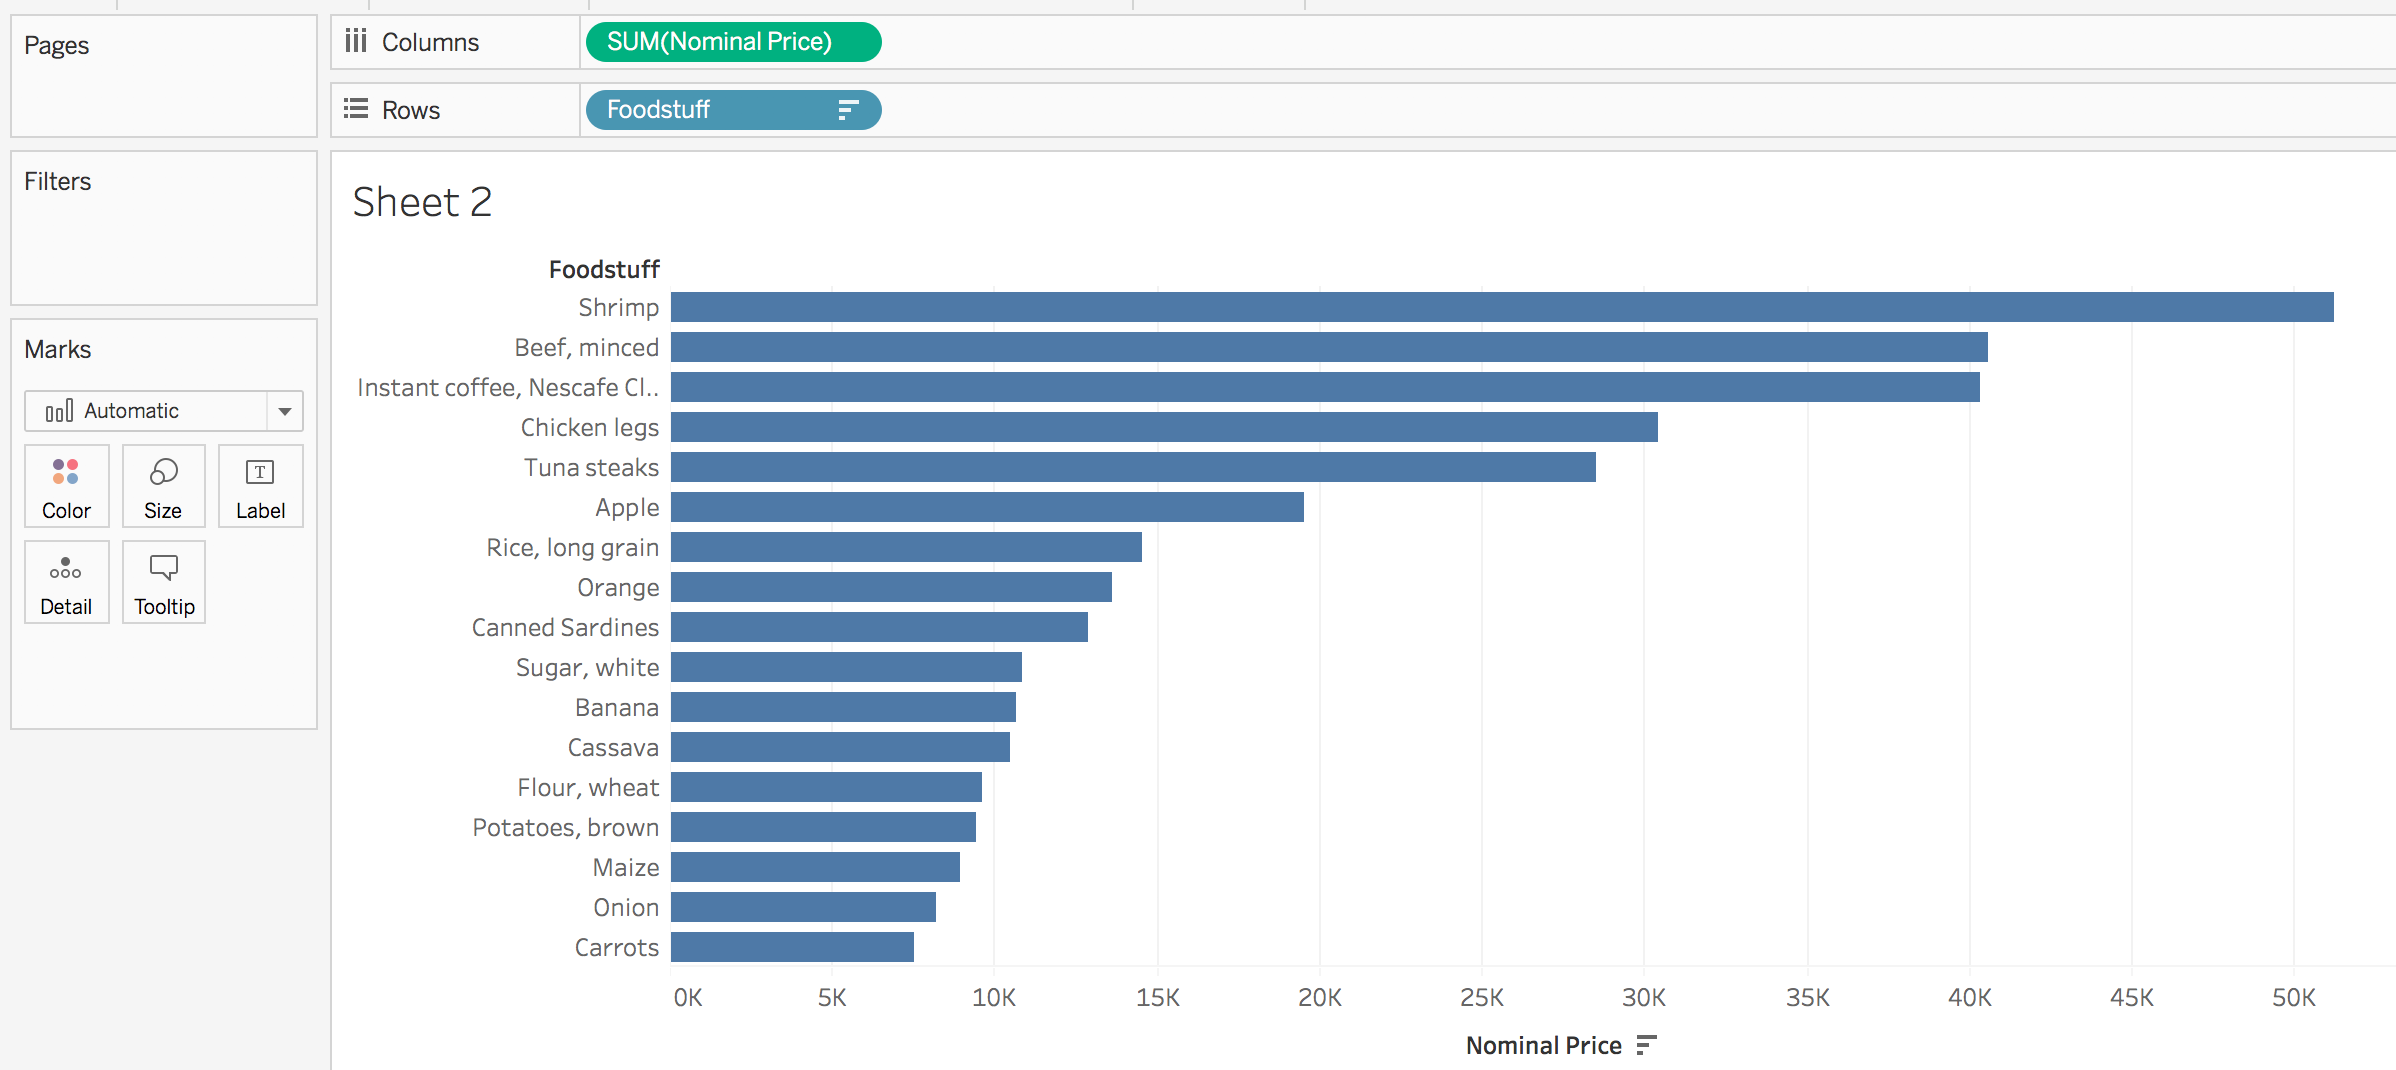 Pages
Columns
SUM(Nominal Price)
Rows
Foodstuff
Filters
Marks
Automatic
Color
Size
T
Label
Detail
Tooltip
Sheet 2
Foodstuff
Shrimp
Beef, minced
Instant coffee, Nescafe Cl..
Chicken legs
Tuna steaks
Apple
Rice, long grain
Orange
Canned Sardines
Sugar, white
Banana
Cassava
Flour, wheat
Potatoes, brown
Maize
Onion
Carrots
0K 5K 10K 15K 20K 25K 30K 35K 40K 45K 50K
Nominal Price